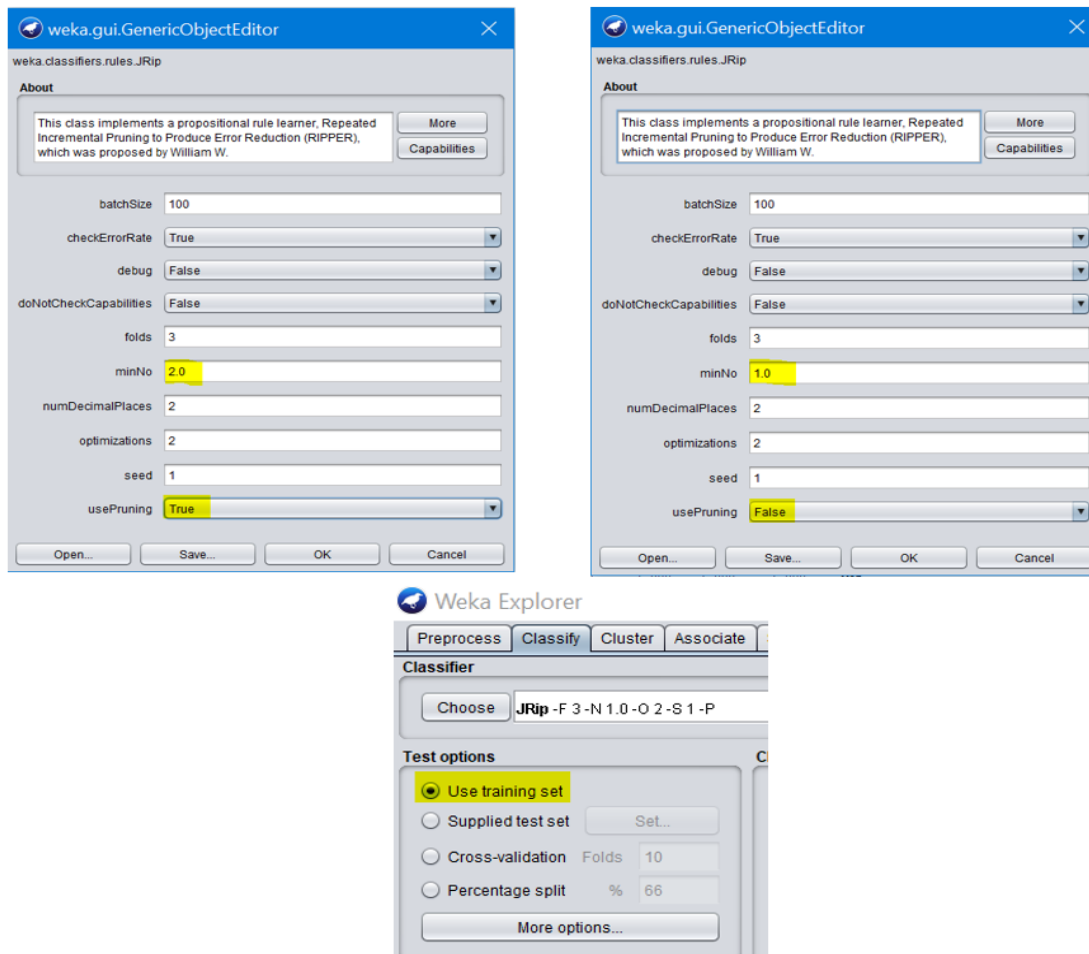 weka.gui.GenericObjectEditor
weka.classifiers.rules.JRip
About
This class implements a propositional rule learner, Repeated
Incremental Pruning to Produce Error Reduction (RIPPER),
which was proposed by William W.
More
Capabilities
batchSize 100
checkErrorRate True
debug False
doNotCheckCapabilities False
folds 3
minNo 2.0
numDecimalPlaces 2
optimizations 2
seed 1
usePruning True
Open... Save... OK Cancel
weka.gui.GenericObjectEditor
weka.classifiers.rules.JRip
About
This class implements a propositional rule learner, Repeated
Incremental Pruning to Produce Error Reduction (RIPPER),
which was proposed by William W.
More
Capabilities
batchSize 100
checkErrorRate True
debug False
doNotCheckCapabilities False
folds 3
minNo 1.0
numDecimalPlaces 2
optimizations 2
seed 1
usePruning False
Open... Save... OK Cancel
Weka Explorer
Preprocess Classify Cluster Associate
Classifier
Choose JRip -F 3 -N 1.0 -O 2 -S 1 -P
Test options
Use training set
Supplied test set Set...
Cross-validation Folds 10
Percentage split % 66
More options...